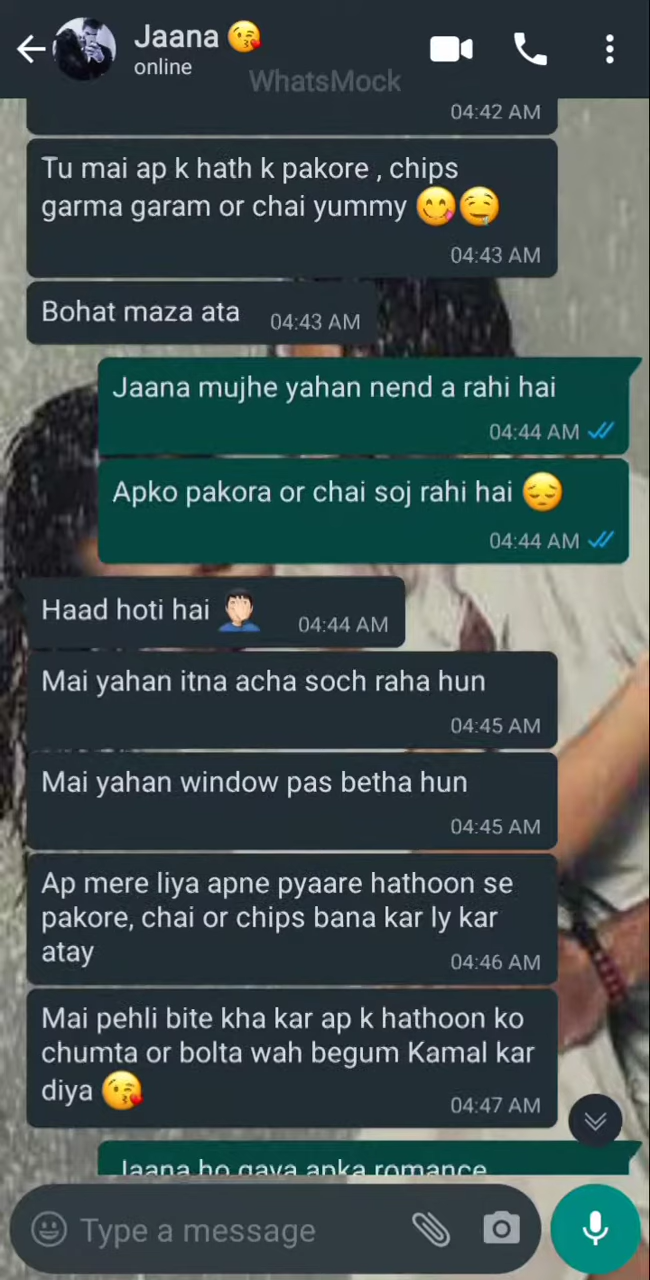 Jaana 😘
online
WhatsMock
04:42 AM
Tu mai ap k hath k pakore , chips
garma garam or chai yummy 😋🤤
04:43 AM
Bohat maza ata 04:43 AM
Jaana mujhe yahan nend a rahi hai
04:44 AM
Apko pakora or chai soj rahi hai 😔
04:44 AM
Haad hoti hai 🤦🏻‍♂️ 04:44 AM
Mai yahan itna acha soch raha hun
04:45 AM
Mai yahan window pas betha hun
04:45 AM
Ap mere liya apne pyaare hathoon se
pakore, chai or chips bana kar ly kar
atay 04:46 AM
Mai pehli bite kha kar ap k hathoon ko
chumta or bolta wah begum Kamal kar
diya 😘 04:47 AM
Jaana ho gaya apka romance
Type a message